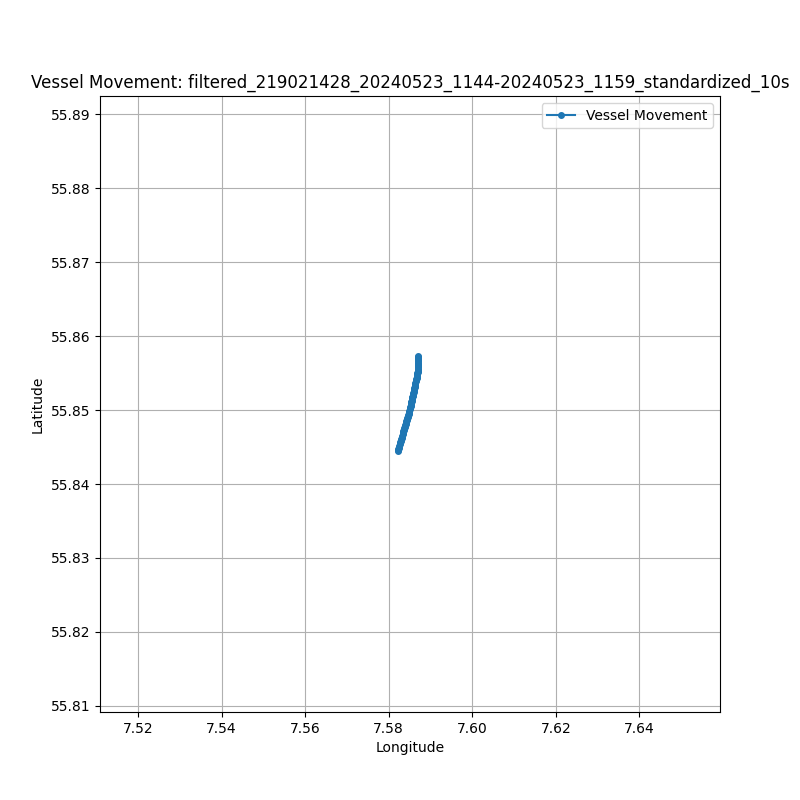 Vessel Movement: filtered_219021428_20240523_1144-20240523_1159_standardized_10s
Vessel Movement
55.89
55.88
55.87
55.86
55.85
55.84
55.83
55.82
55.81
Latitude
7.52 7.54 7.56 7.58 7.60 7.62 7.64
Longitude